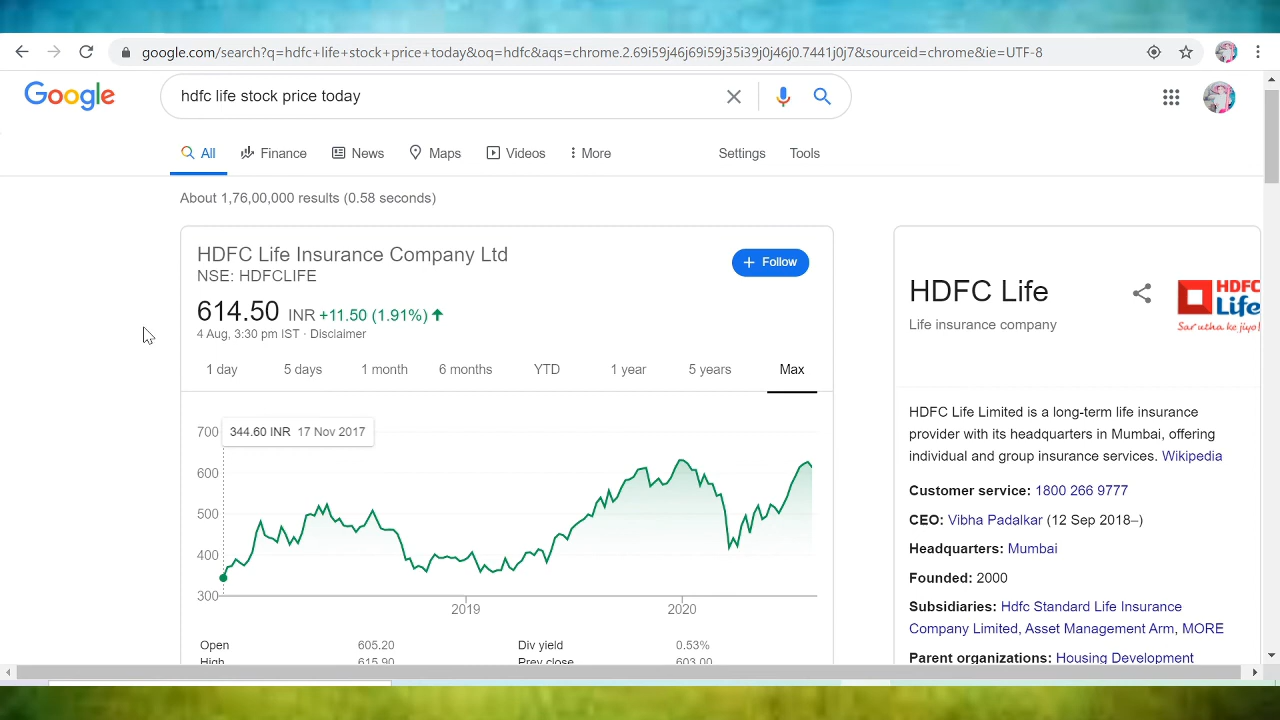 google.com/search?q=hdfc+life+stock+price+today&oq=hdfc&aqs=chrome.2.69i59j46j69i59j35i39j0j46j0.7441j0j7&sourceid=chrome&ie=UTF-8
Google
hdfc life stock price today
All Finance News Maps Videos More Settings Tools
About 1,76,00,000 results (0.58 seconds)
HDFC Life Insurance Company Ltd
NSE: HDFCLIFE
+ Follow
614.50 INR +11.50 (1.91%)
4 Aug, 3:30 pm IST · Disclaimer
1 day 5 days 1 month 6 months YTD 1 year 5 years Max
344.60 INR 17 Nov 2017
700
600
500
400
300
2019 2020
Open 605.20 Div yield 0.53%
High 615.90 Prev close 603.00
HDFC Life
Life insurance company
HDFC
Life
Sar utha ke jiyo!
HDFC Life Limited is a long-term life insurance
provider with its headquarters in Mumbai, offering
individual and group insurance services. Wikipedia
Customer service: 1800 266 9777
CEO: Vibha Padalkar (12 Sep 2018–)
Headquarters: Mumbai
Founded: 2000
Subsidiaries: Hdfc Standard Life Insurance
Company Limited, Asset Management Arm, MORE
Parent organizations: Housing Development